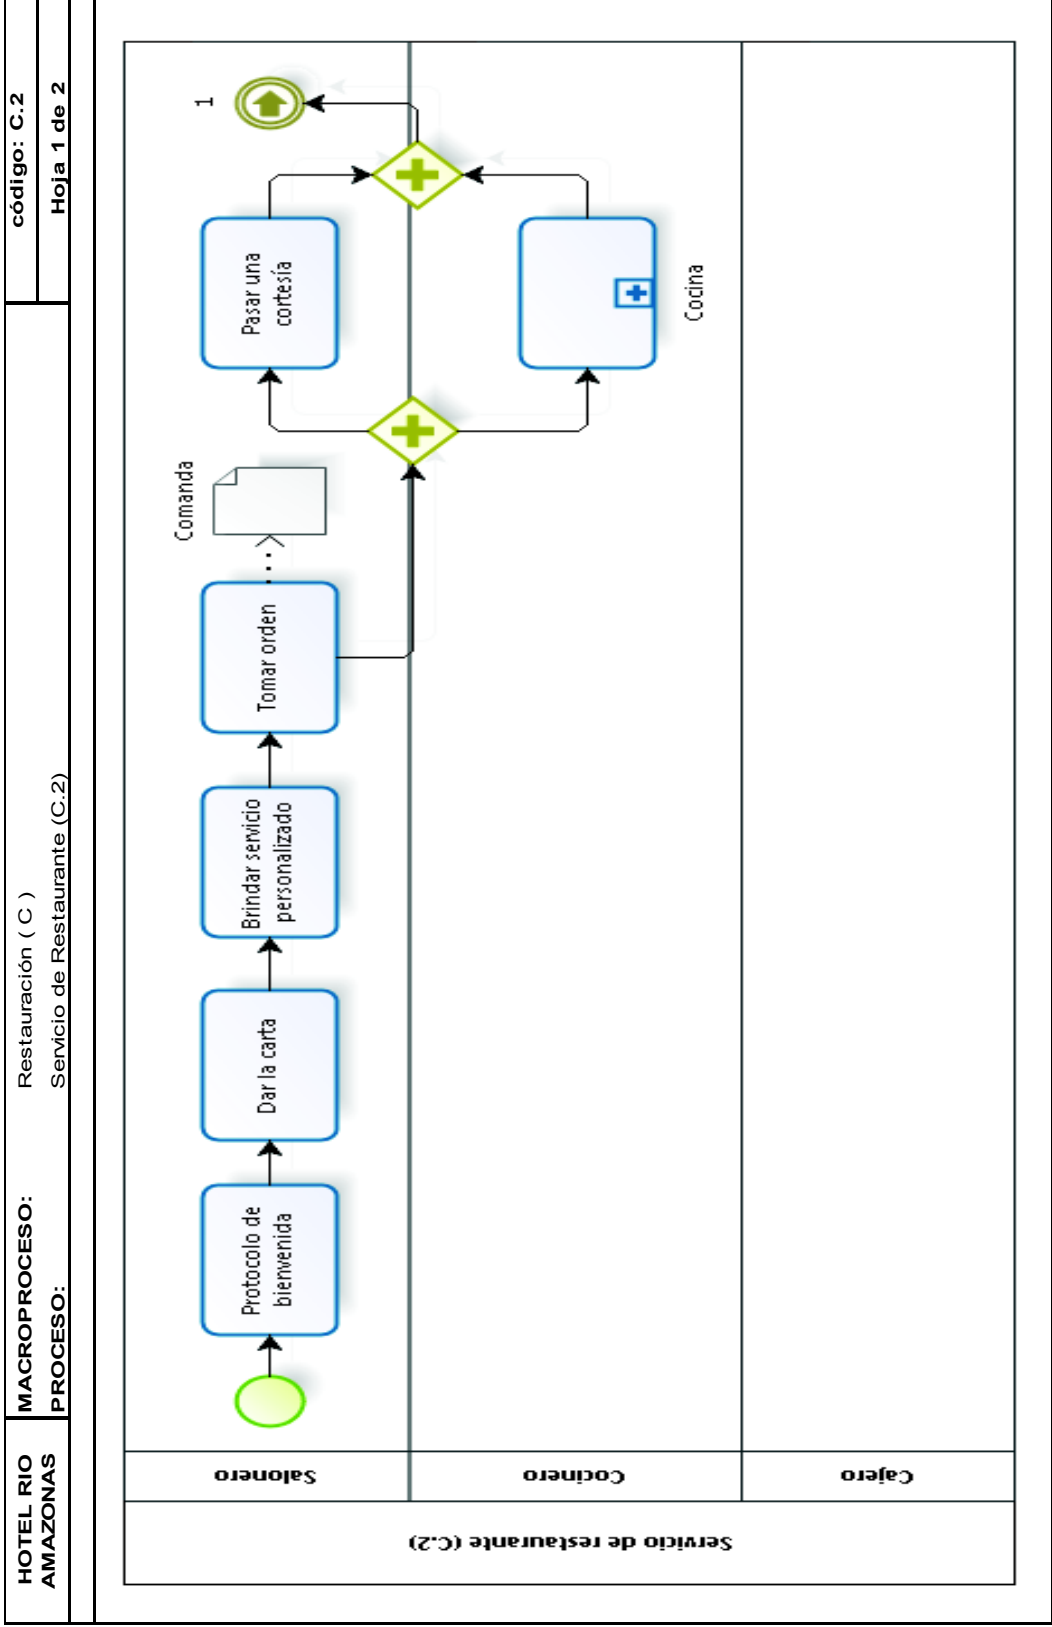 HOTEL RIO
AMAZONAS
MACROPROCESO:
Restauración ( C )
código: C.2
PROCESO:
Servicio de Restaurante (C.2)
Hoja 1 de 2
Servicio de restaurante (C.2)
Salonero
Protocolo de
bienvenida
Dar la carta
Brindar servicio
personalizado
Tomar orden
Comanda
Pasar una
cortesía
1
Cocinero
Cocina
Cajero